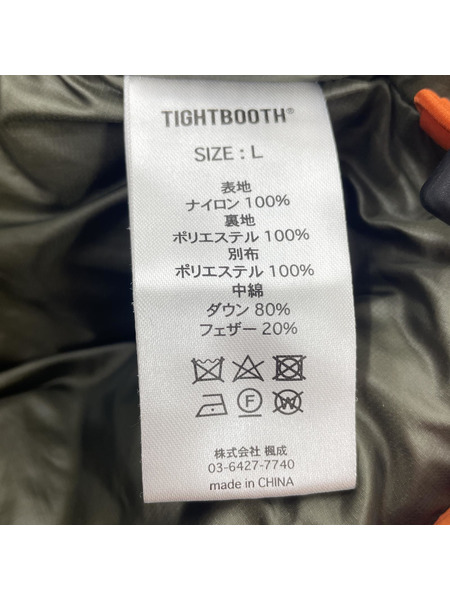 TIGHTBOOTH®
SIZE : L
表地
ナイロン 100%
裏地
ポリエステル 100%
別布
ポリエステル 100%
中綿
ダウン 80%
フェザー 20%
F W
株式会社 楓成
03-6427-7740
made in CHINA